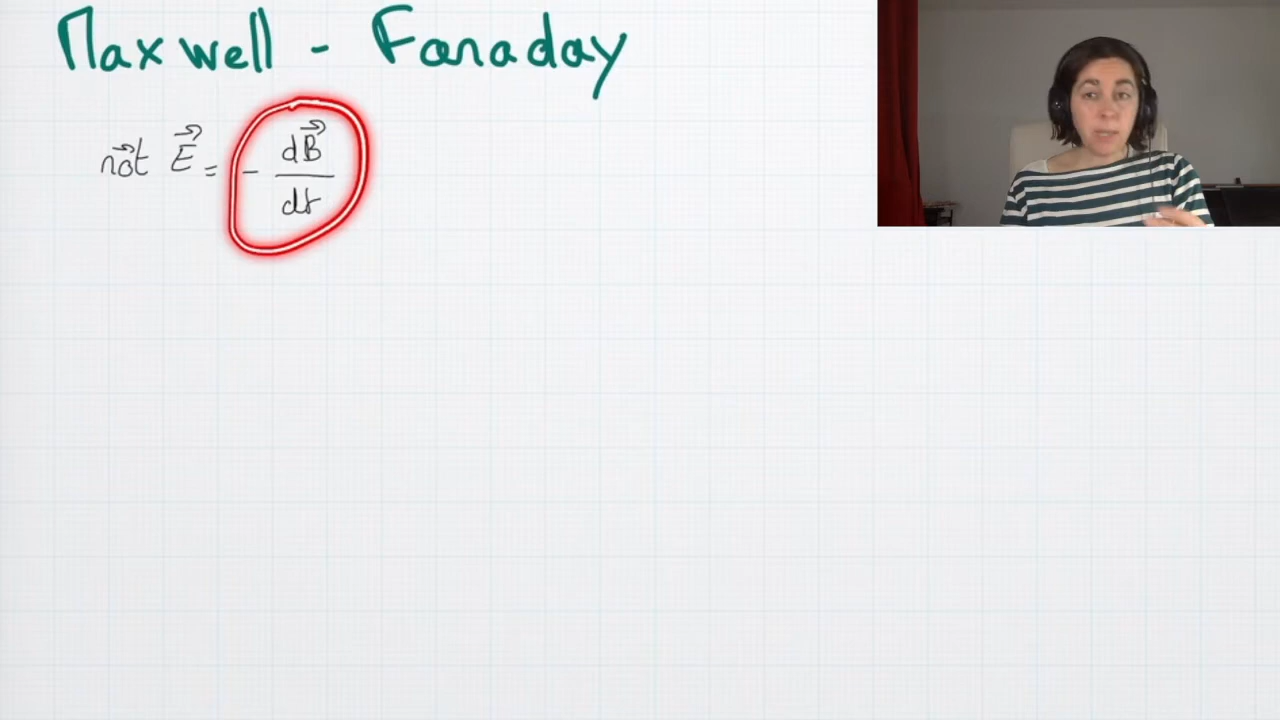 Maxwell - Faraday
rot E = - dB/dt